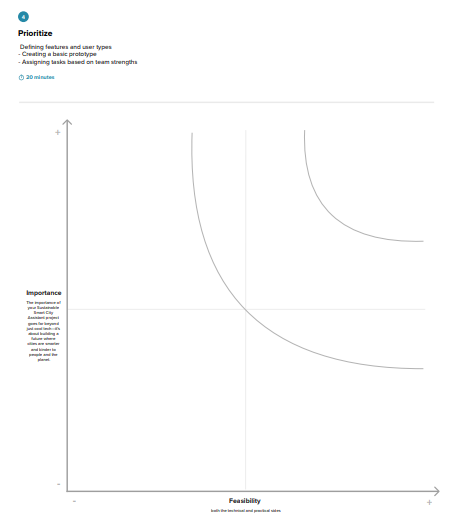 4
Prioritize
Defining features and user types
- Creating a basic prototype
- Assigning tasks based on team strengths
20 minutes
+
Importance
The importance of
your Sustainable
Smart City
Assistant project
goes far beyond
just cool tech—it's
about building a
future where
cities are smarter
and kinder to
people and the
planet.
-
-
Feasibility
+
both the technical and practical sides